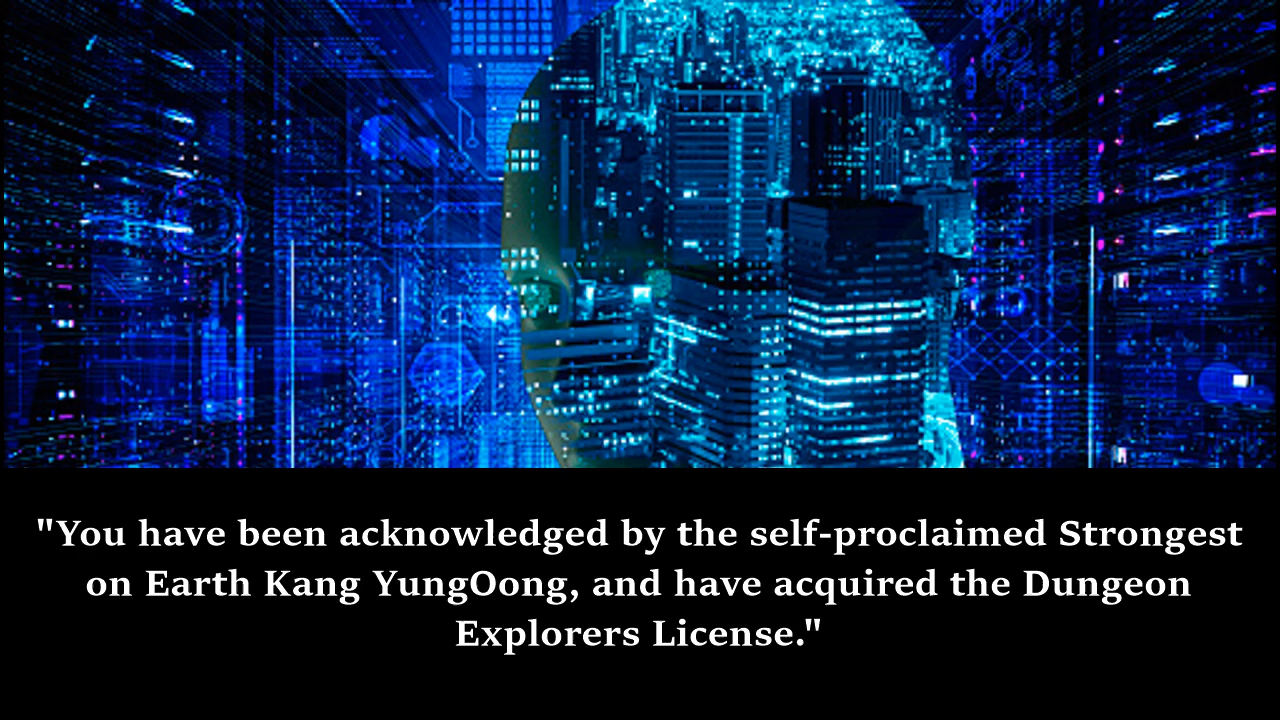 "You have been acknowledged by the self-proclaimed Strongest
on Earth Kang YungOong, and have acquired the Dungeon
Explorers License."